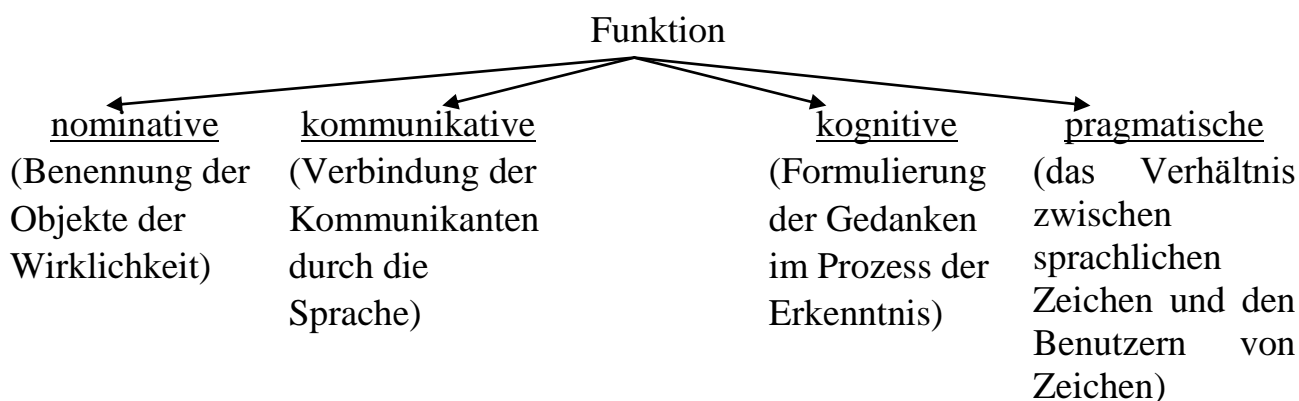 Funktion
nominative
(Benennung der
Objekte der
Wirklichkeit)
kommunikative
(Verbindung der
Kommunikanten
durch die
Sprache)
kognitive
(Formulierung
der Gedanken
im Prozess der
Erkenntnis)
pragmatische
(das Verhältnis
zwischen
sprachlichen
Zeichen und den
Benutzern von
Zeichen)